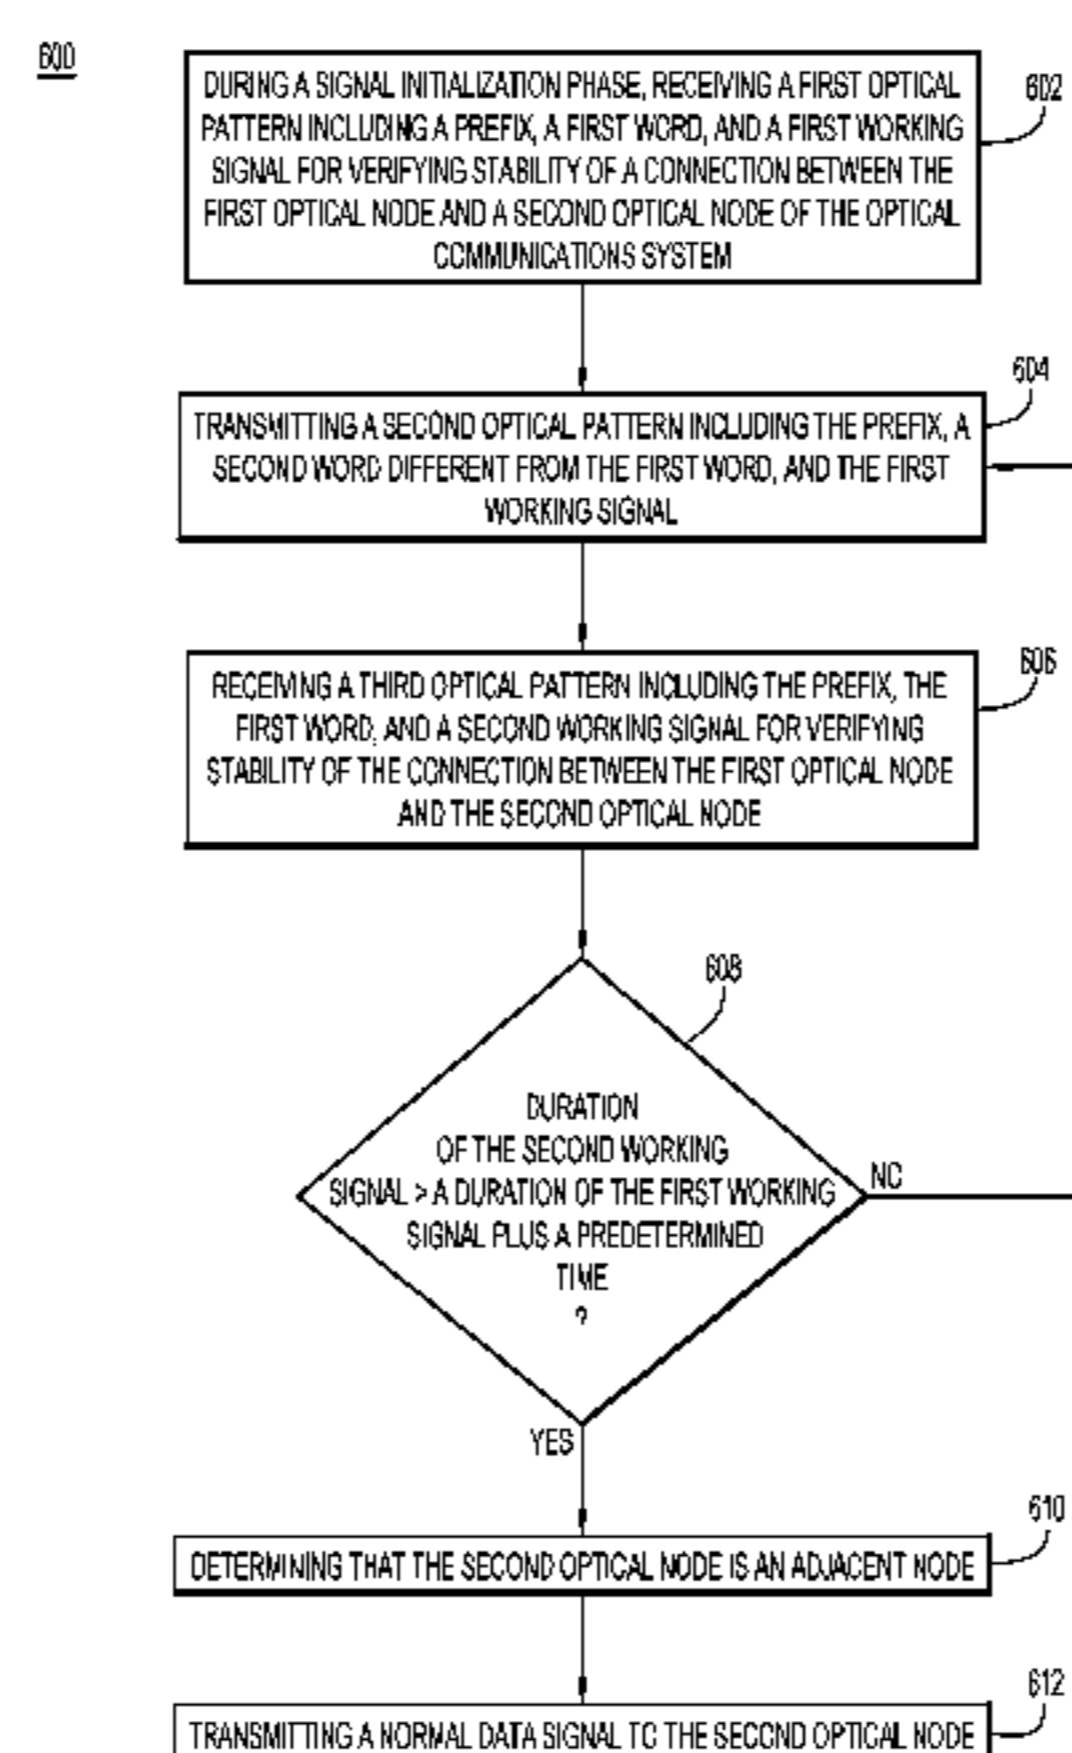 600
602
DURING A SIGNAL INITIALIZATION PHASE, RECEIVING A FIRST OPTICAL
PATTERN INCLUDING A PREFIX, A FIRST WORD, AND A FIRST WORKING
SIGNAL FOR VERIFYING STABILITY OF A CONNECTION BETWEEN THE
FIRST OPTICAL NODE AND A SECOND OPTICAL NODE OF THE OPTICAL
COMMUNICATIONS SYSTEM
604
TRANSMITTING A SECOND OPTICAL PATTERN INCLUDING THE PREFIX, A
SECOND WORD DIFFERENT FROM THE FIRST WORD, AND THE FIRST
WORKING SIGNAL
606
RECEIVING A THIRD OPTICAL PATTERN INCLUDING THE PREFIX, THE
FIRST WORD, AND A SECOND WORKING SIGNAL FOR VERIFYING
STABILITY OF THE CONNECTION BETWEEN THE FIRST OPTICAL NODE
AND THE SECOND OPTICAL NODE
608
DURATION
OF THE SECOND WORKING
SIGNAL > A DURATION OF THE FIRST WORKING
SIGNAL PLUS A PREDETERMINED
TIME
?
NO
YES
610
DETERMINING THAT THE SECOND OPTICAL NODE IS AN ADJACENT NODE
612
TRANSMITTING A NORMAL DATA SIGNAL TO THE SECOND OPTICAL NODE